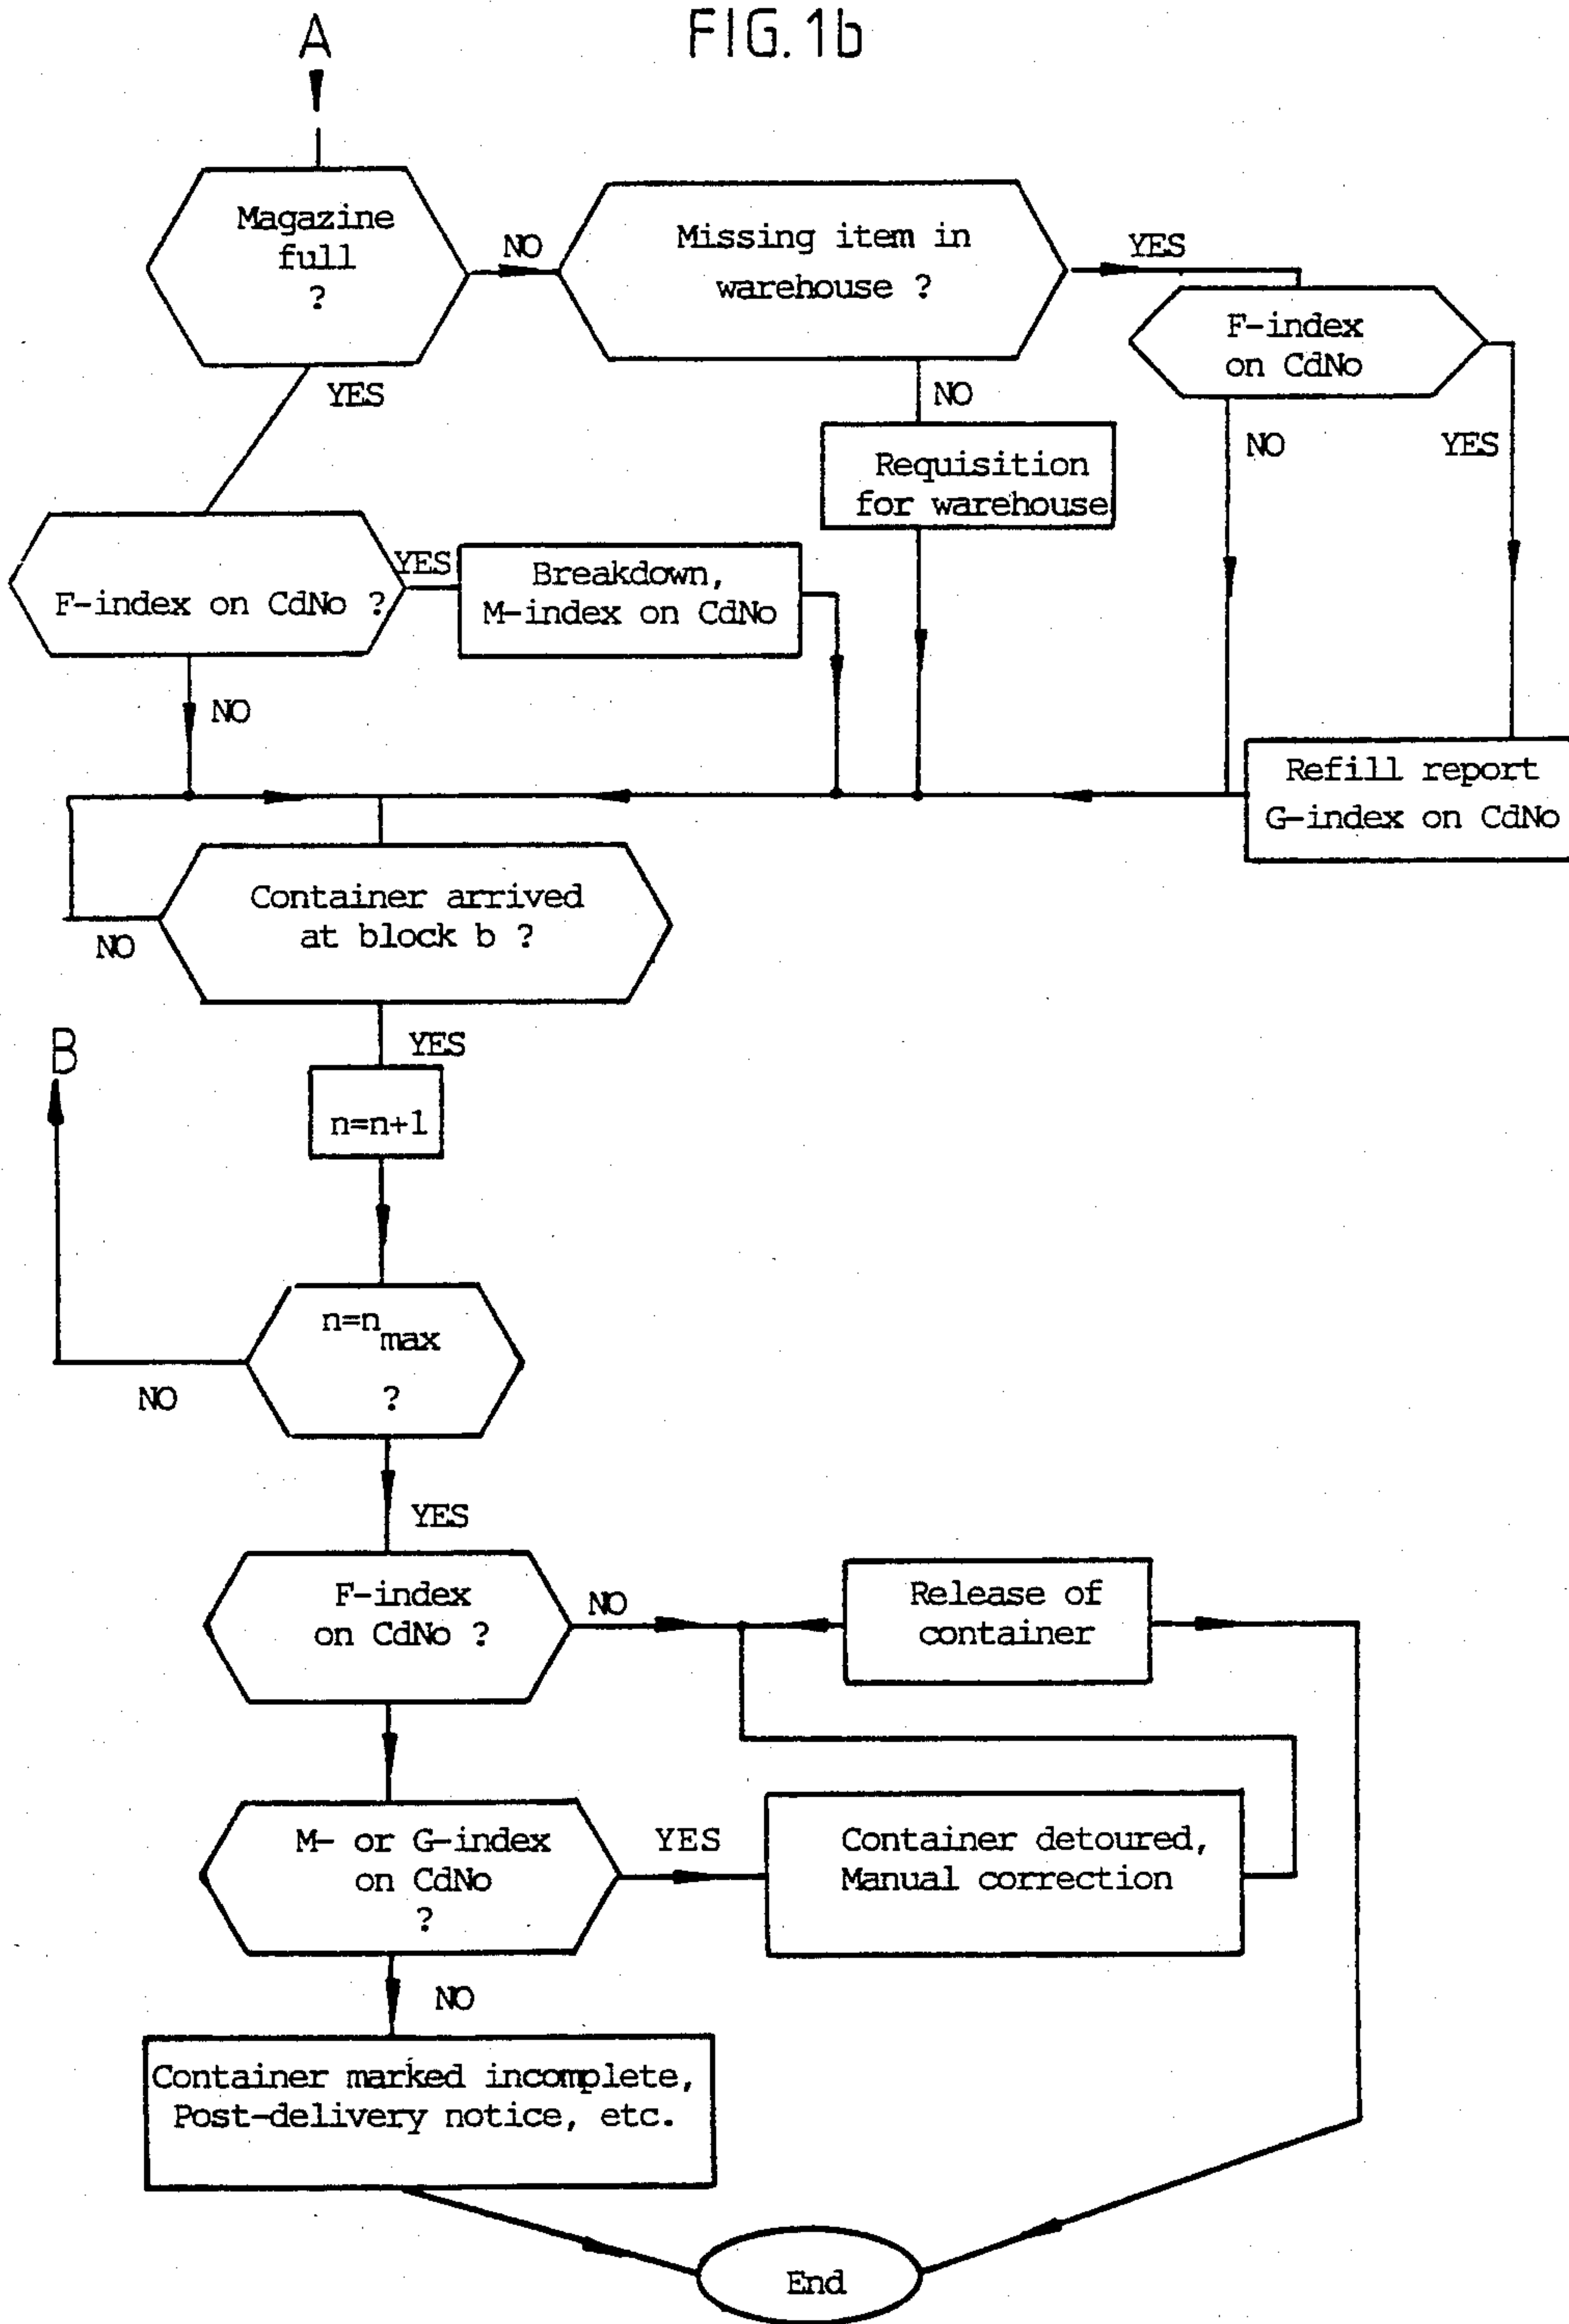 FIG. 1b
A
Magazine
full
?
NO
Missing item in
warehouse ?
YES
F-index
on CdNo
YES
NO
NO
YES
Requisition
for warehouse
F-index on CdNo ?
YES
Breakdown,
M-index on CdNo
NO
Refill report
G-index on CdNo
Container arrived
at block b ?
NO
YES
B
n=n+1
n=nmax
?
NO
YES
F-index
on CdNo ?
NO
Release of
container
M- or G-index
on CdNo
?
YES
Container detoured,
Manual correction
NO
Container marked incomplete,
Post-delivery notice, etc.
End